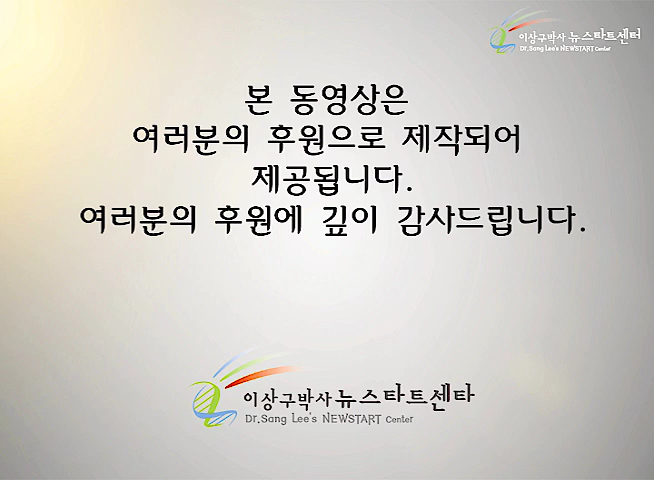 이상구박사 뉴스타트센터
Dr.Sang Lee's NEWSTART Center
본 동영상은
여러분의 후원으로 제작되어
제공됩니다.
여러분의 후원에 깊이 감사드립니다.
이상구박사 뉴스타트센타
Dr.Sang Lee's NEWSTART Center